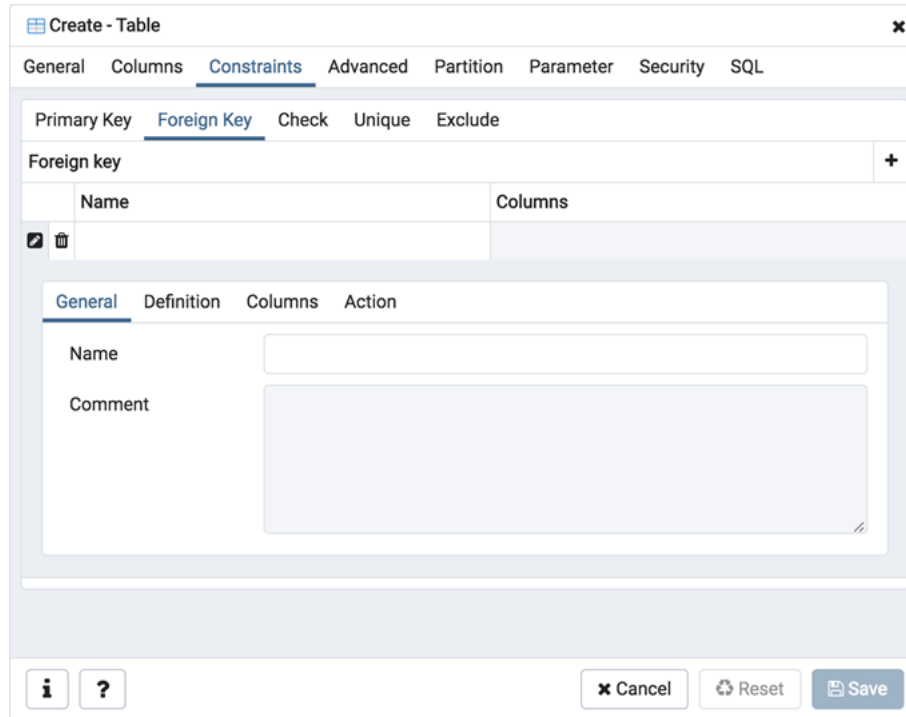 Create - Table
General Columns Constraints Advanced Partition Parameter Security SQL
Primary Key Foreign Key Check Unique Exclude
Foreign key
Name Columns
General Definition Columns Action
Name
Comment
i ? Cancel Reset Save